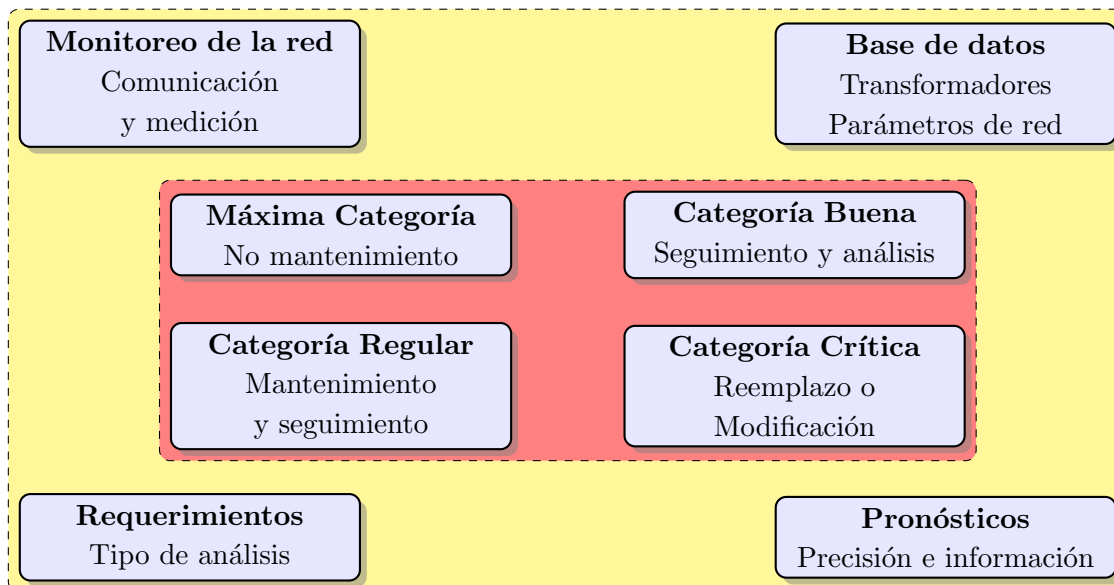 Monitoreo de la red
Comunicación
y medición
Base de datos
Transformadores
Parámetros de red
Máxima Categoría
No mantenimiento
Categoría Buena
Seguimiento y análisis
Categoría Regular
Mantenimiento
y seguimiento
Categoría Crítica
Reemplazo o
Modificación
Requerimientos
Tipo de análisis
Pronósticos
Precisión e información